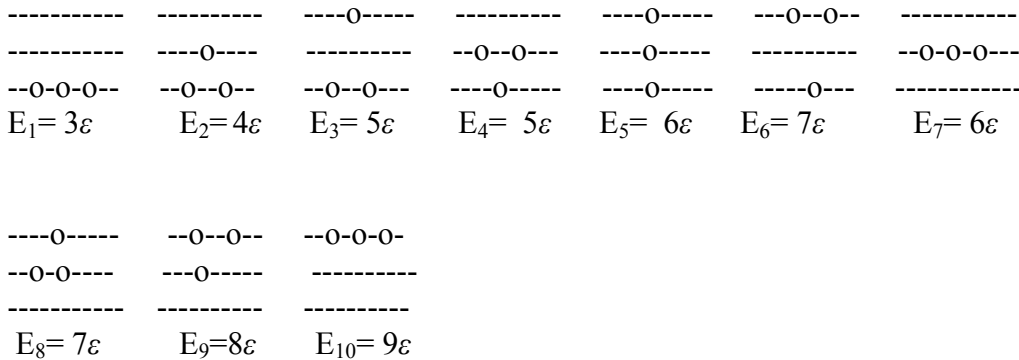 -----------   ----------   ----o-----   ----------   ----o-----   ---o--o--   -----------
-----------   ----o----   ----------   --o--o---   ----o-----   ----------   --o-o-o---
--o-o-o--   --o--o--   --o--o---   ----o-----   ----o-----   -----o---   ------------
E₁= 3ε   E₂= 4ε   E₃= 5ε   E₄= 5ε   E₅= 6ε   E₆= 7ε   E₇= 6ε
----o-----   --o--o--   --o-o-o-
--o-o----   ---o-----   ----------
-----------   ----------   ----------
E₈= 7ε   E₉=8ε   E₁₀= 9ε